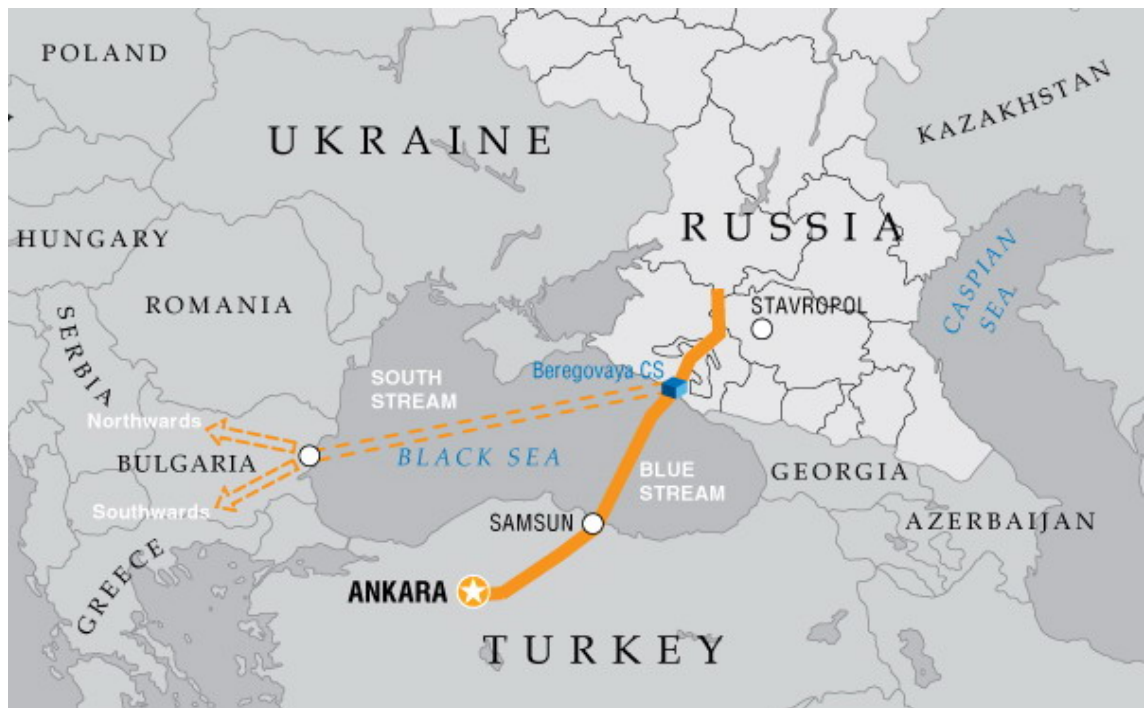 POLAND
UKRAINE
KAZAKHSTAN
HUNGARY
RUSSIA
CASPIAN
SEA
ROMANIA
STAVROPOL
SERBIA
SOUTH
STREAM
Beregovaya CS
Northwards
BULGARIA
BLACK SEA
BLUE
STREAM
GEORGIA
Southwards
SAMSUN
AZERBAIJAN
GREECE
ANKARA
TURKEY